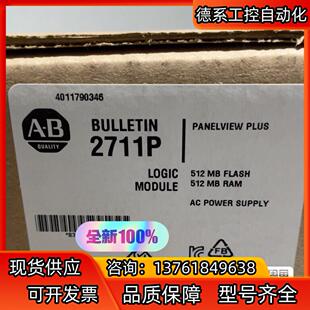 德系工控自动化
4011790346
A-B
QUALITY
BULLETIN
2711P
PANELVIEW PLUS
LOGIC
MODULE
512 MB FLASH
512 MB RAM
AC POWER SUPPLY
全新100%
FB
现货供应
咨询:13761849638
可开发票
品质保障
型号齐全